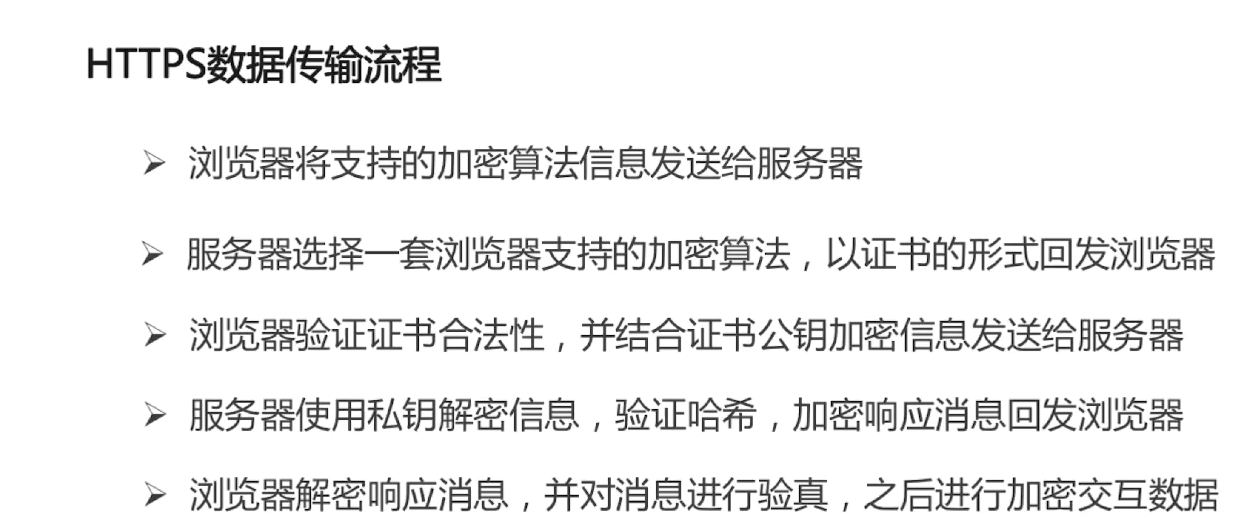 HTTPS数据传输流程
➢ 浏览器将支持的加密算法信息发送给服务器
➢ 服务器选择一套浏览器支持的加密算法，以证书的形式回发浏览器
➢ 浏览器验证证书合法性，并结合证书公钥加密信息发送给服务器
➢ 服务器使用私钥解密信息，验证哈希，加密响应消息回发浏览器
➢ 浏览器解密响应消息，并对消息进行验真，之后进行加密交互数据